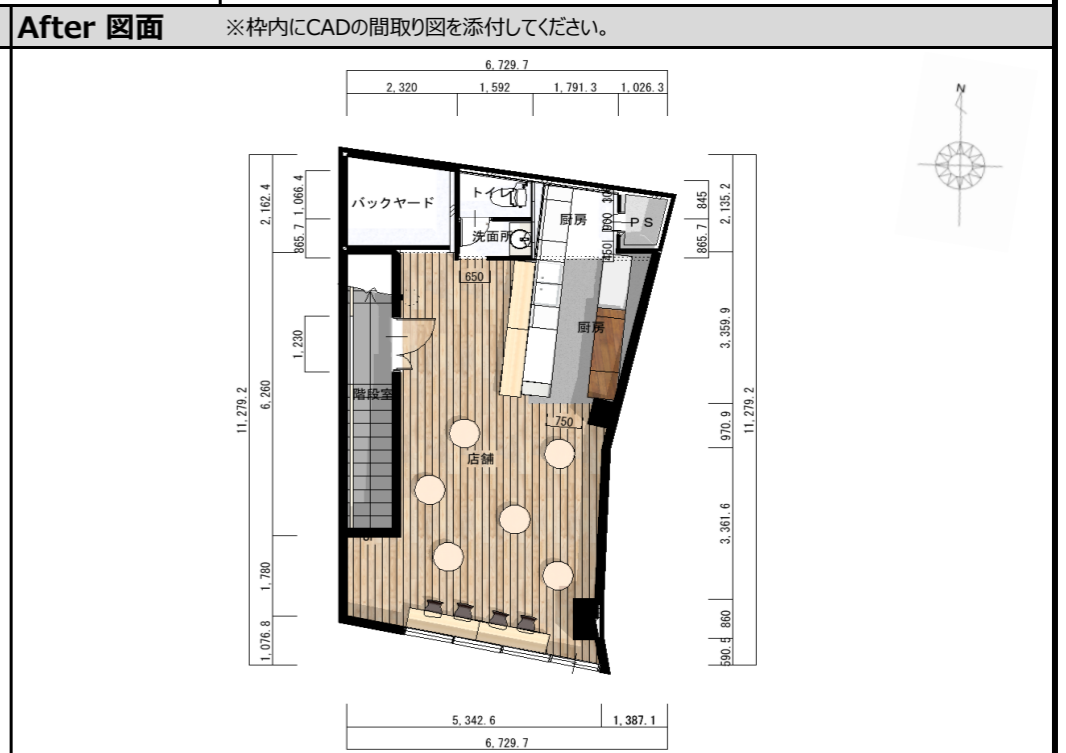 After 図面 ※枠内にCADの間取り図を添付してください。
6,729.7
2,320 1,592 1,791.3 1,026.3
N
11,279.2
2,162.4
6,260
1,780
1,076.8
1,066.4
865.7
1,230
バックヤード
トイレ
洗面所
厨房
300
900
450
PS
650
厨房
階段室
750
店舗
845
865.7
2,135.2
3,359.9
970.9
3,361.6
860
590.5
11,279.2
5,342.6 1,387.1
6,729.7